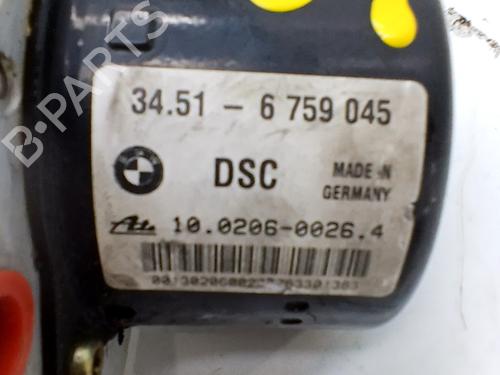 B-PARTS
34.51 - 6 759 045
DSC
MADE IN
GERMANY
10.0206-0026.4